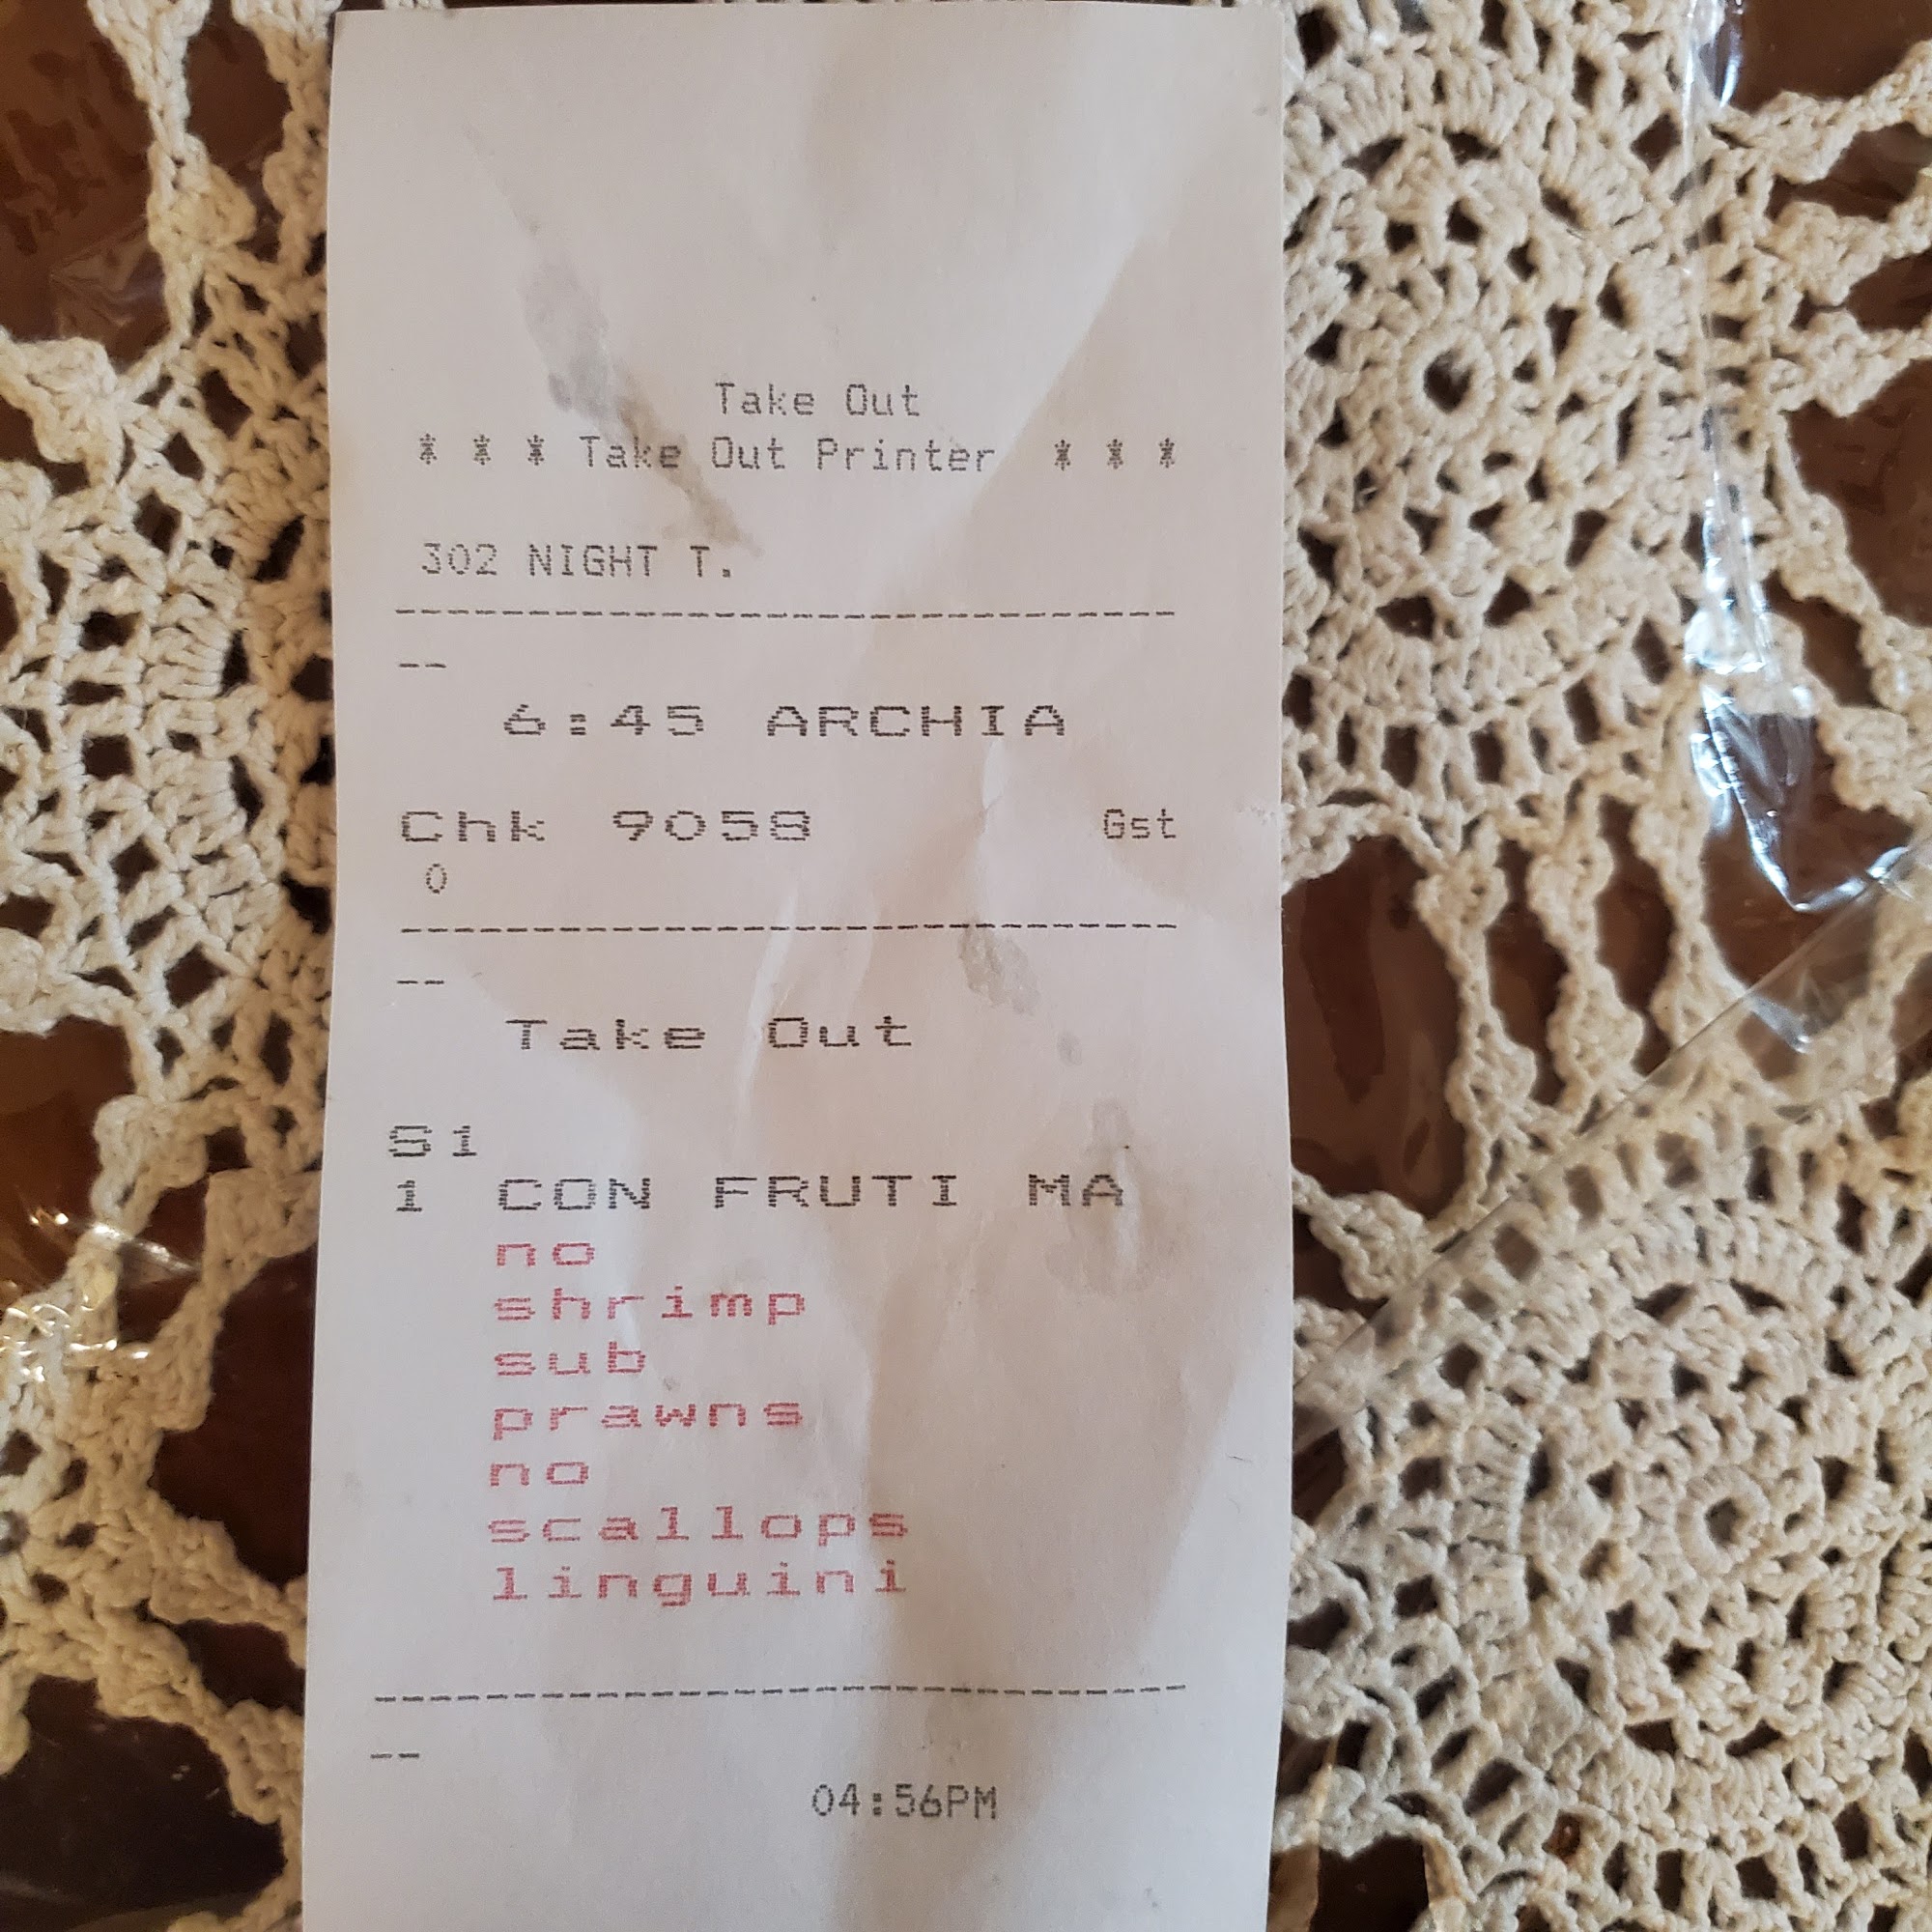 Take Out
* * * Take Out Printer * * *
302 NIGHT T.
------------------------------
--
6:45 ARCHIA
Chk 9058 Gst
0
------------------------------
--
Take Out
S1
1 CON FRUTI MA
no
shrimp
sub
prawns
no
scallops
linguini
------------------------------
--
04:56PM